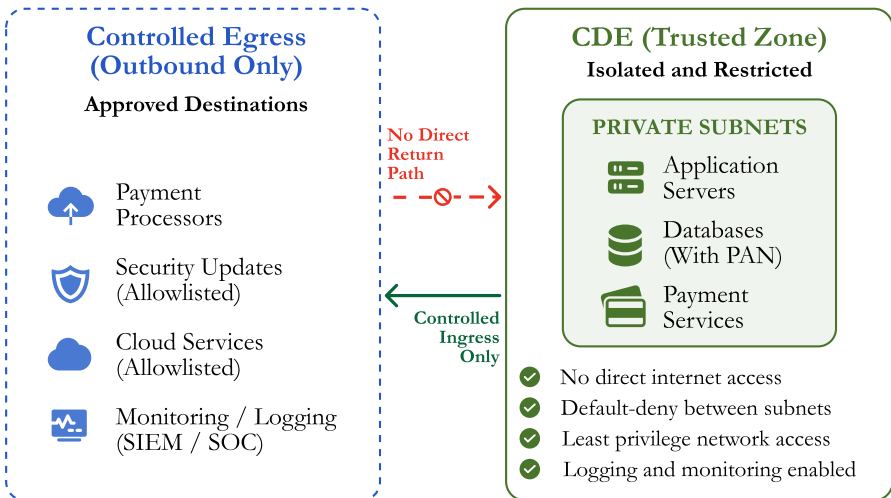 Controlled Egress
(Outbound Only)
Approved Destinations
Payment
Processors
Security Updates
(Allowlisted)
Cloud Services
(Allowlisted)
Monitoring / Logging
(SIEM / SOC)
No Direct
Return
Path
Controlled
Ingress
Only
CDE (Trusted Zone)
Isolated and Restricted
PRIVATE SUBNETS
Application
Servers
Databases
(With PAN)
Payment
Services
No direct internet access
Default-deny between subnets
Least privilege network access
Logging and monitoring enabled